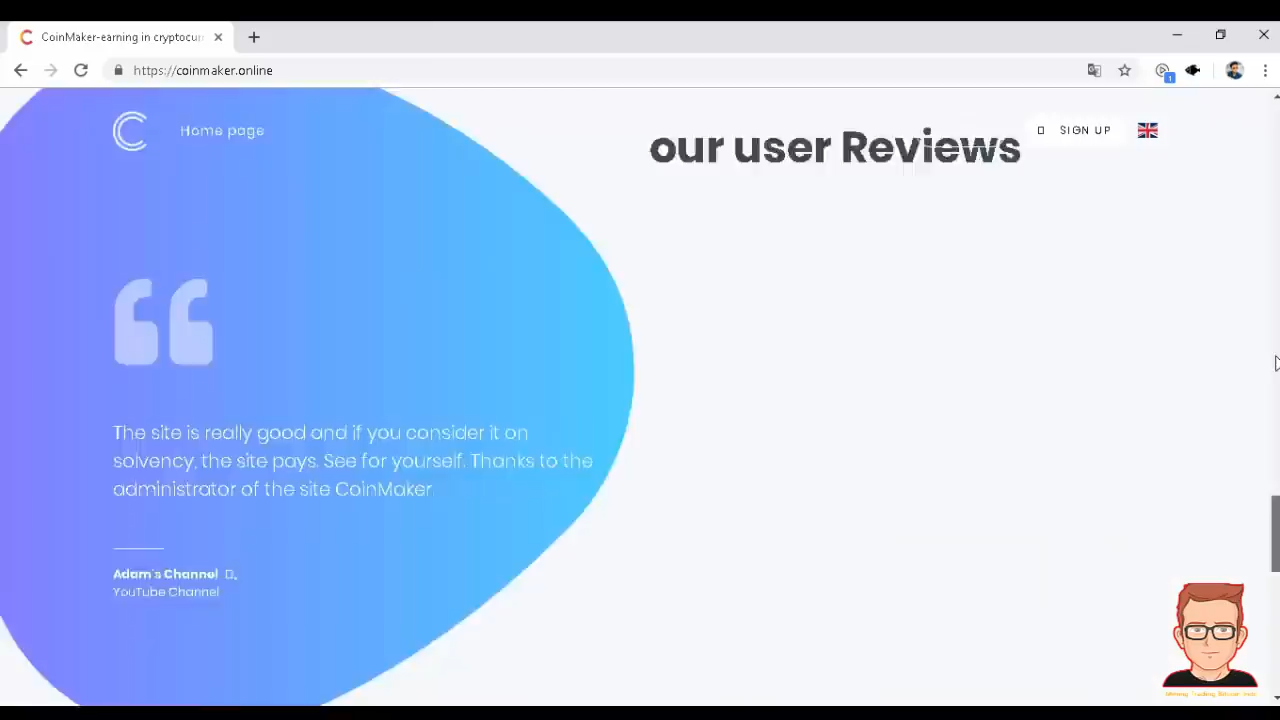 CoinMaker-earning in cryptocur
https://coinmaker.online
1
Home page
our user Reviews
SIGN UP
The site is really good and if you consider it on
solvency, the site pays. See for yourself. Thanks to the
administrator of the site CoinMaker
Adam's Channel
YouTube Channel